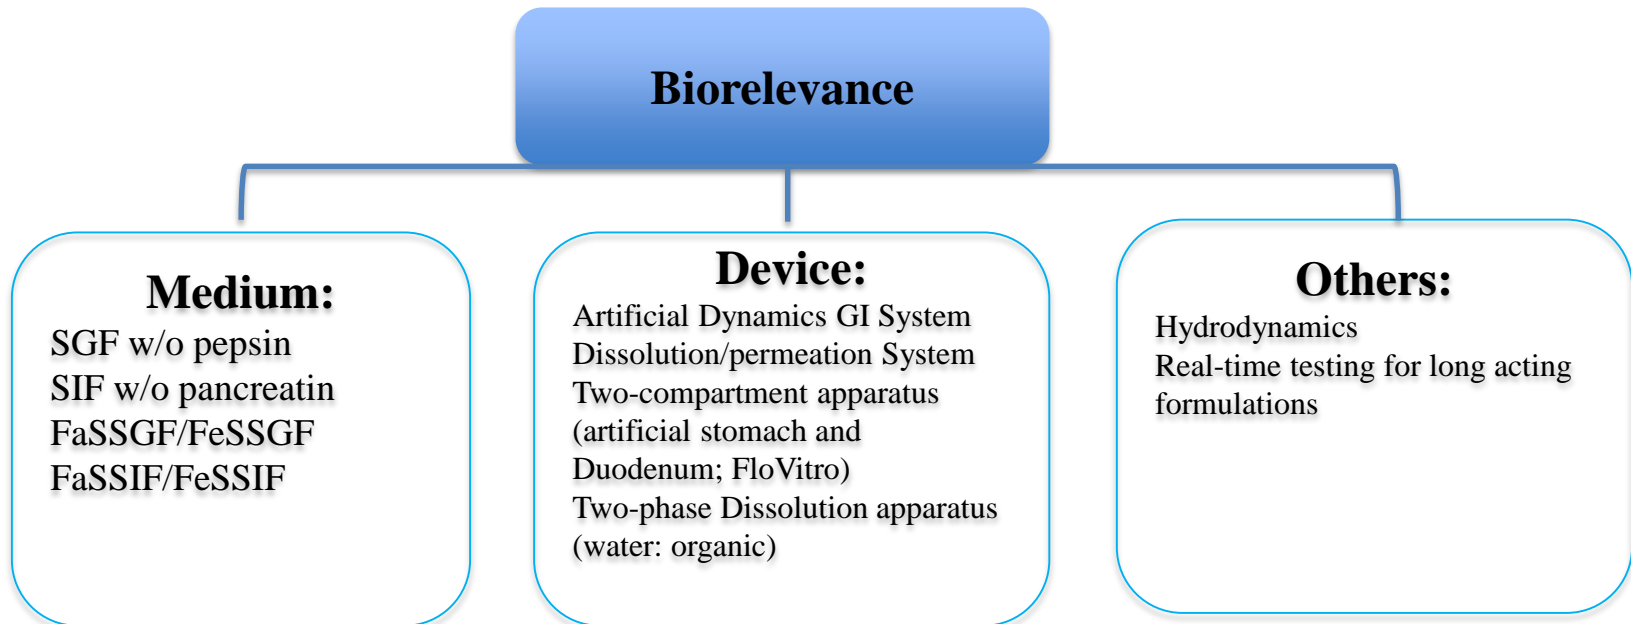 Biorelevance
Medium:
SGF w/o pepsin
SIF w/o pancreatin
FaSSGF/FeSSGF
FaSSIF/FeSSIF
Device:
Artificial Dynamics GI System
Dissolution/permeation System
Two-compartment apparatus
(artificial stomach and
Duodenum; FloVitro)
Two-phase Dissolution apparatus
(water: organic)
Others:
Hydrodynamics
Real-time testing for long acting
formulations